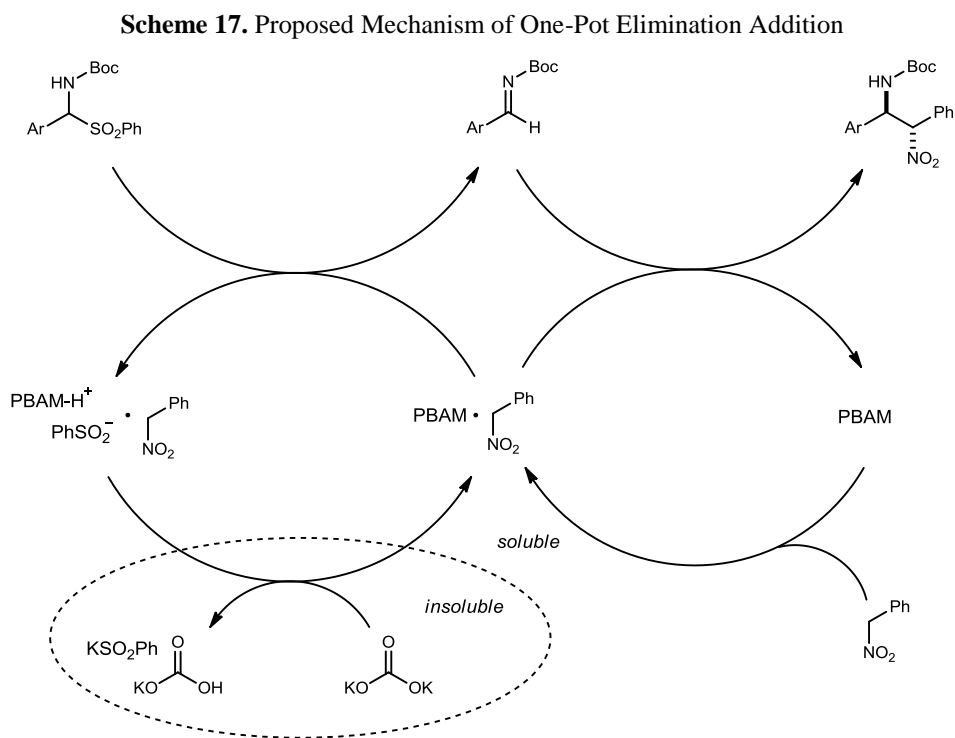 Scheme 17. Proposed Mechanism of One-Pot Elimination Addition
HN Boc
Ar SO2Ph
N Boc
Ar H
HN Boc
Ar Ph
NO2
PBAM-H+
PhSO2− • Ph
NO2
PBAM • Ph
NO2
PBAM
soluble
insoluble
KSO2Ph
O
KO OH
O
KO OK
Ph
NO2